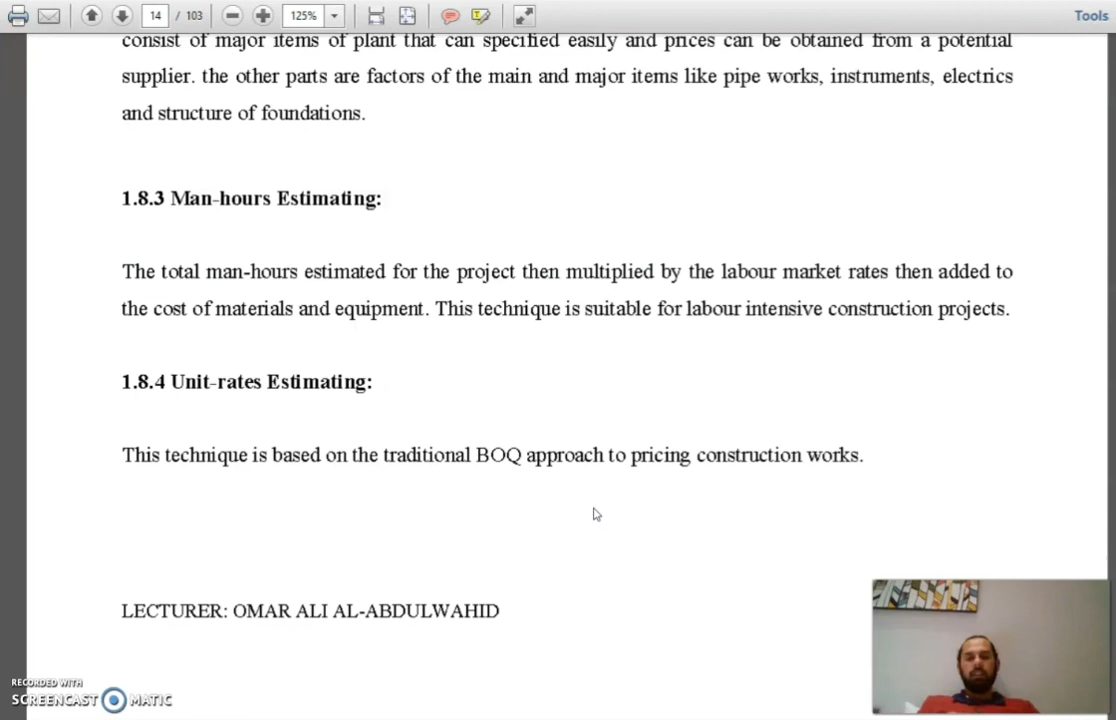 14 / 103
125%
Tools
consist of major items of plant that can specified easily and prices can be obtained from a potential
supplier. the other parts are factors of the main and major items like pipe works, instruments, electrics
and structure of foundations.
1.8.3 Man-hours Estimating:
The total man-hours estimated for the project then multiplied by the labour market rates then added to
the cost of materials and equipment. This technique is suitable for labour intensive construction projects.
1.8.4 Unit-rates Estimating:
This technique is based on the traditional BOQ approach to pricing construction works.
LECTURER: OMAR ALI AL-ABDULWAHID
RECORDED WITH
SCREENCAST MATIC